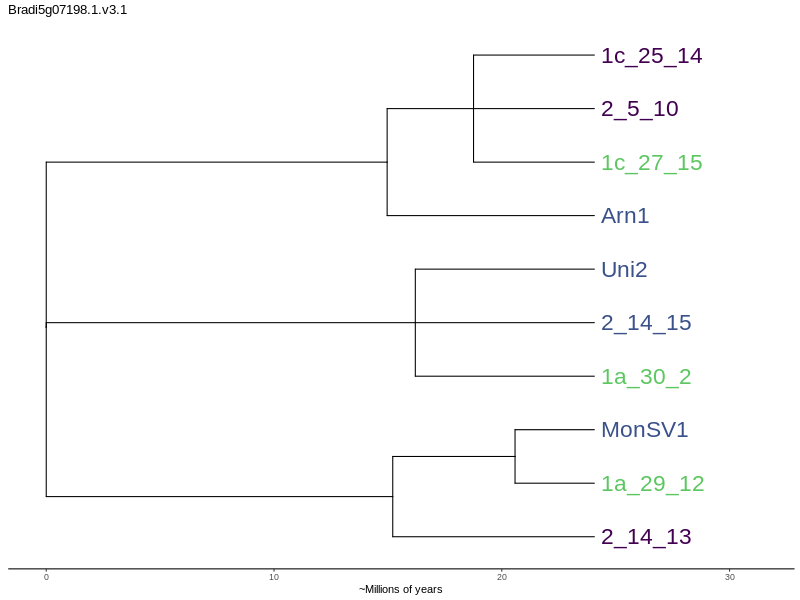 Bradi5g07198.1.v3.1
1c_25_14
2_5_10
1c_27_15
Arn1
Uni2
2_14_15
1a_30_2
MonSV1
1a_29_12
2_14_13
0 10 20 30
~Millions of years